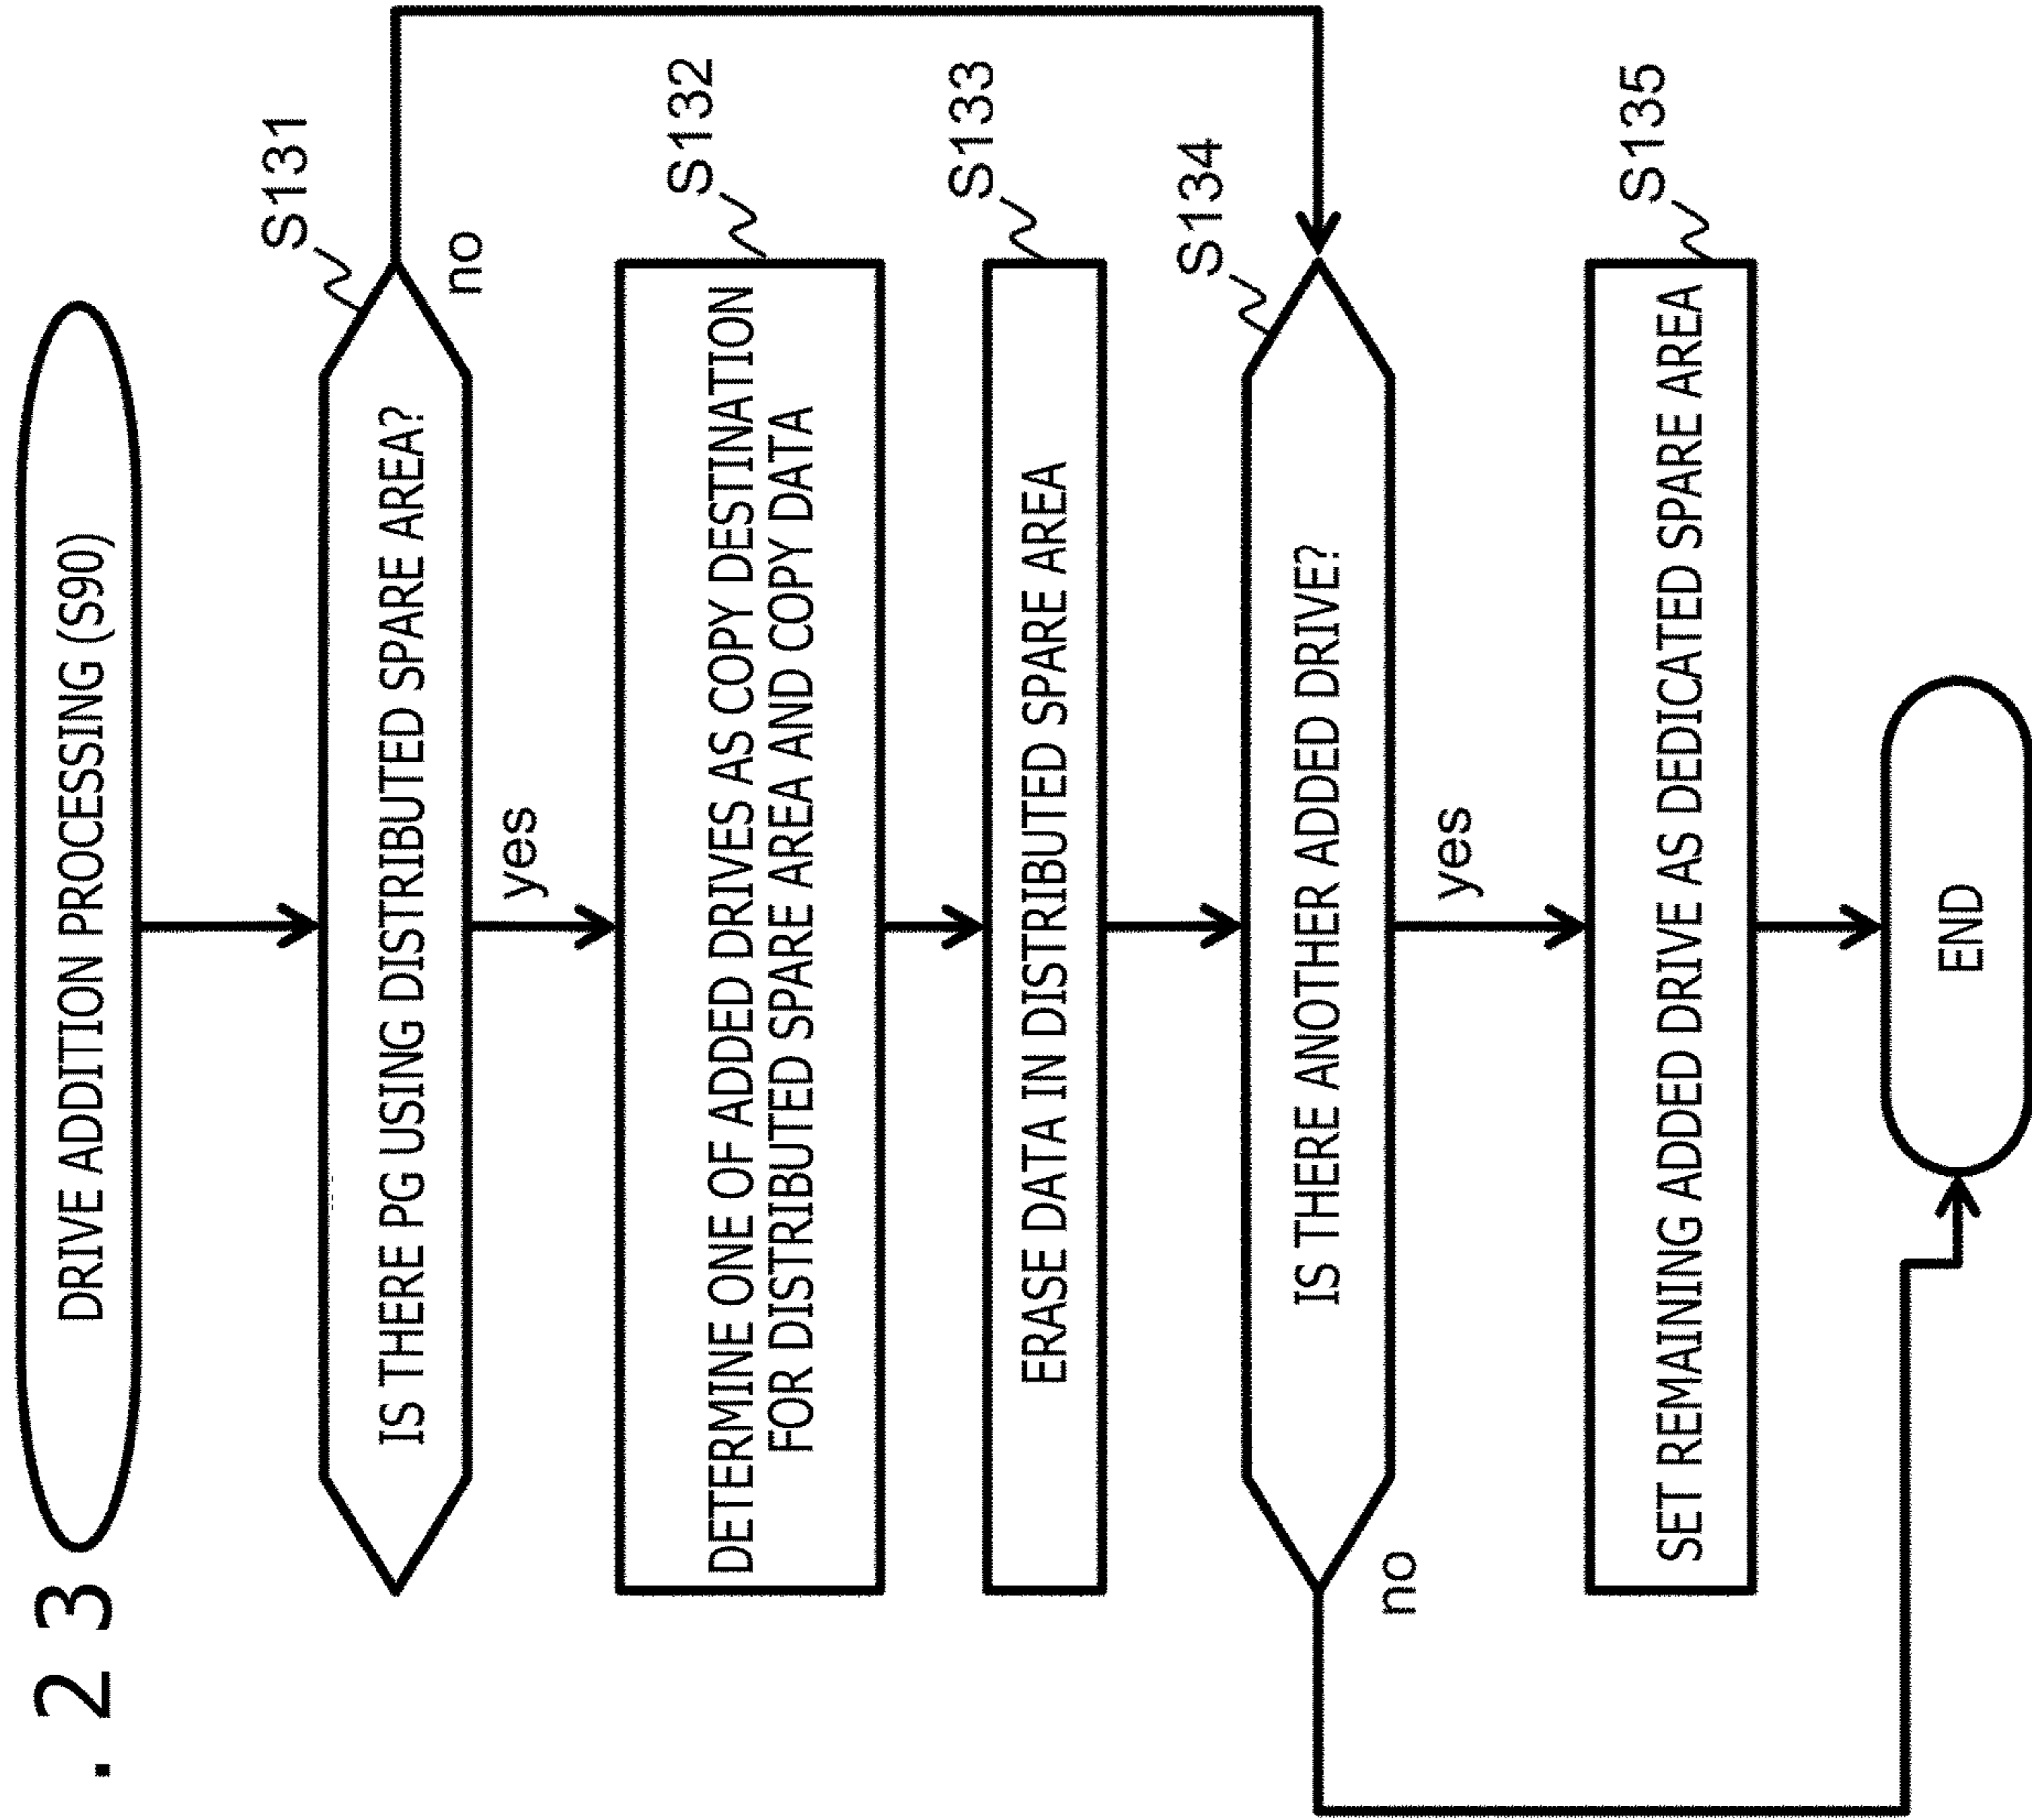 . 2 3
DRIVE ADDITION PROCESSING (S90)
S131
IS THERE PG USING DISTRIBUTED SPARE AREA?
no
yes
S132
DETERMINE ONE OF ADDED DRIVES AS COPY DESTINATION
FOR DISTRIBUTED SPARE AREA AND COPY DATA
S133
ERASE DATA IN DISTRIBUTED SPARE AREA
S134
IS THERE ANOTHER ADDED DRIVE?
no
yes
S135
SET REMAINING ADDED DRIVE AS DEDICATED SPARE AREA
END